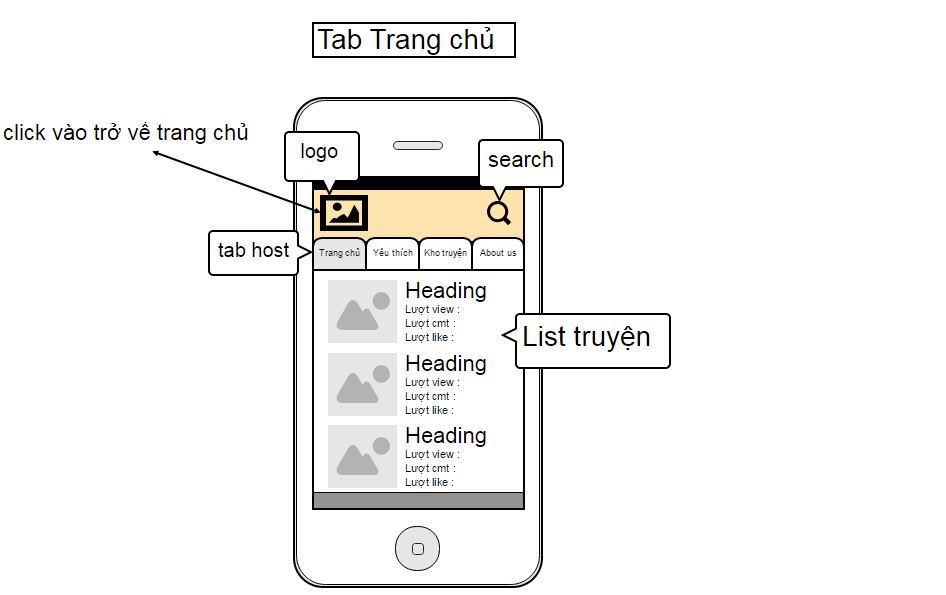 Tab Trang chủ
click vào trở về trang chủ
logo
search
tab host
Trang chủ
Yêu thích
Kho truyện
About us
Heading
Lượt view :
Lượt cmt :
Lượt like :
List truyện
Heading
Lượt view :
Lượt cmt :
Lượt like :
Heading
Lượt view :
Lượt cmt :
Lượt like :